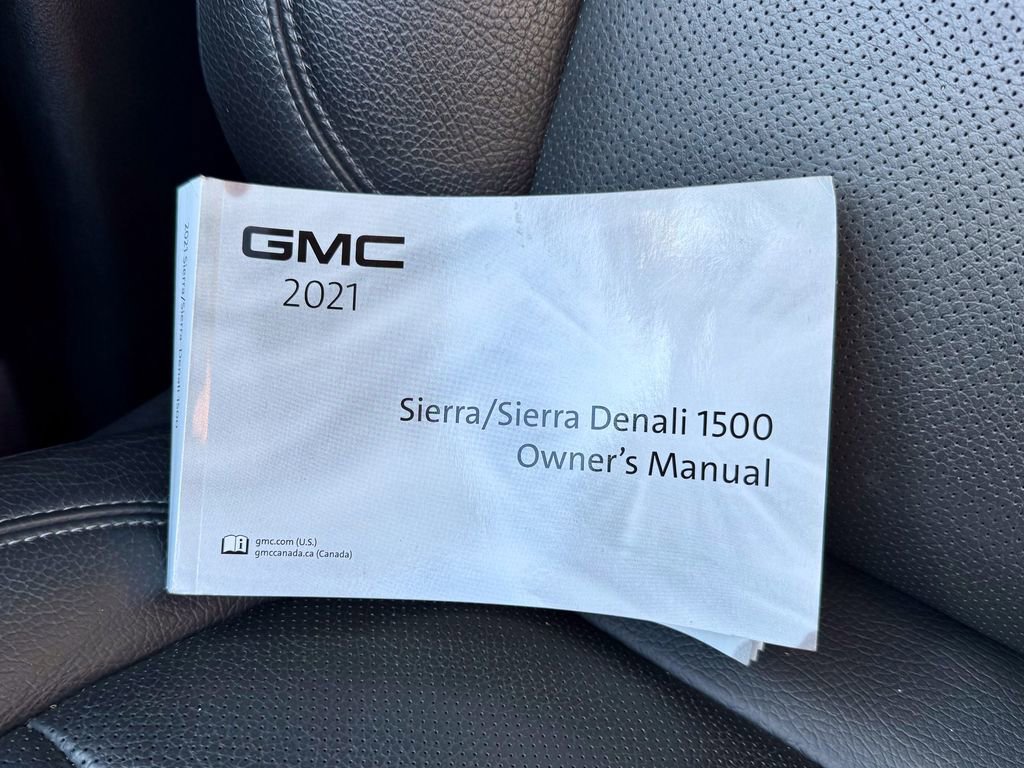 GMC
2021
Sierra/Sierra Denali 1500
Owner's Manual
gmc.com (U.S.)
gmccanada.ca (Canada)
2021 Sierra/Sierra Denali 1500